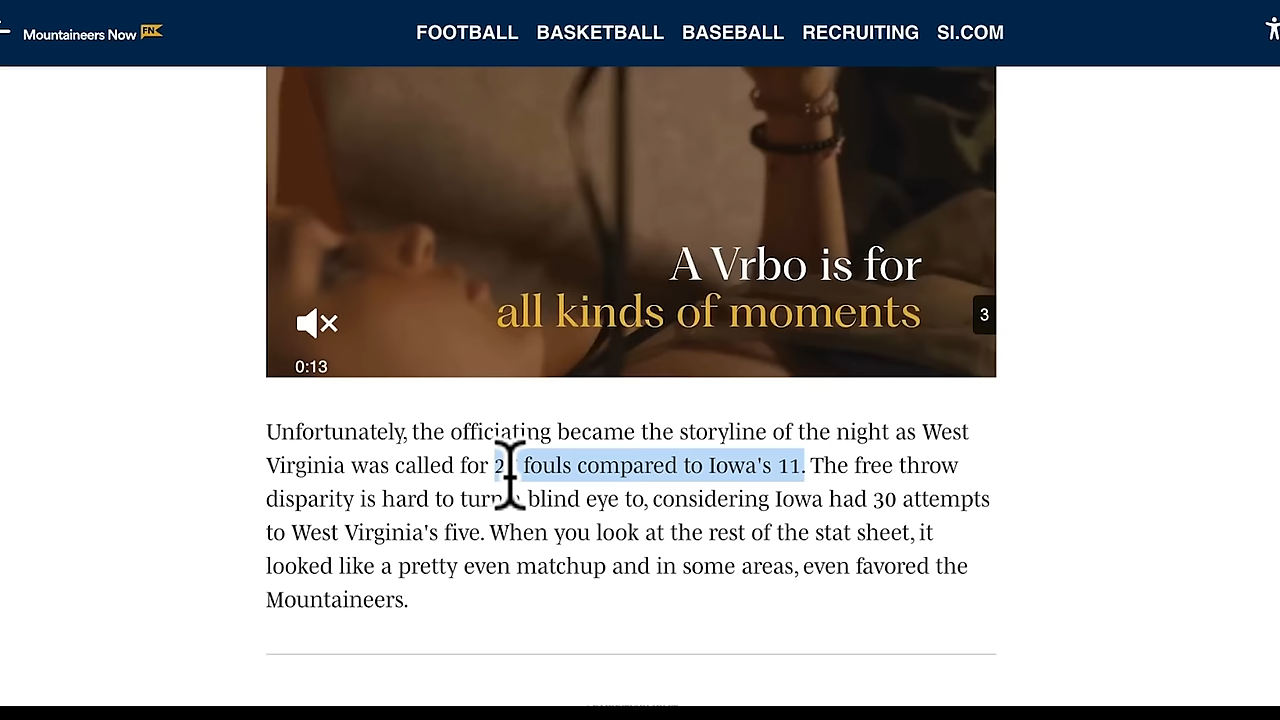 Mountaineers Now FN FOOTBALL BASKETBALL BASEBALL RECRUITING SI.COM
A Vrbo is for
all kinds of moments
3
0:13
Unfortunately, the officiating became the storyline of the night as West
Virginia was called for fouls compared to Iowa's 11. The free throw
disparity is hard to turn blind eye to, considering Iowa had 30 attempts
to West Virginia's five. When you look at the rest of the stat sheet, it
looked like a pretty even matchup and in some areas, even favored the
Mountaineers.